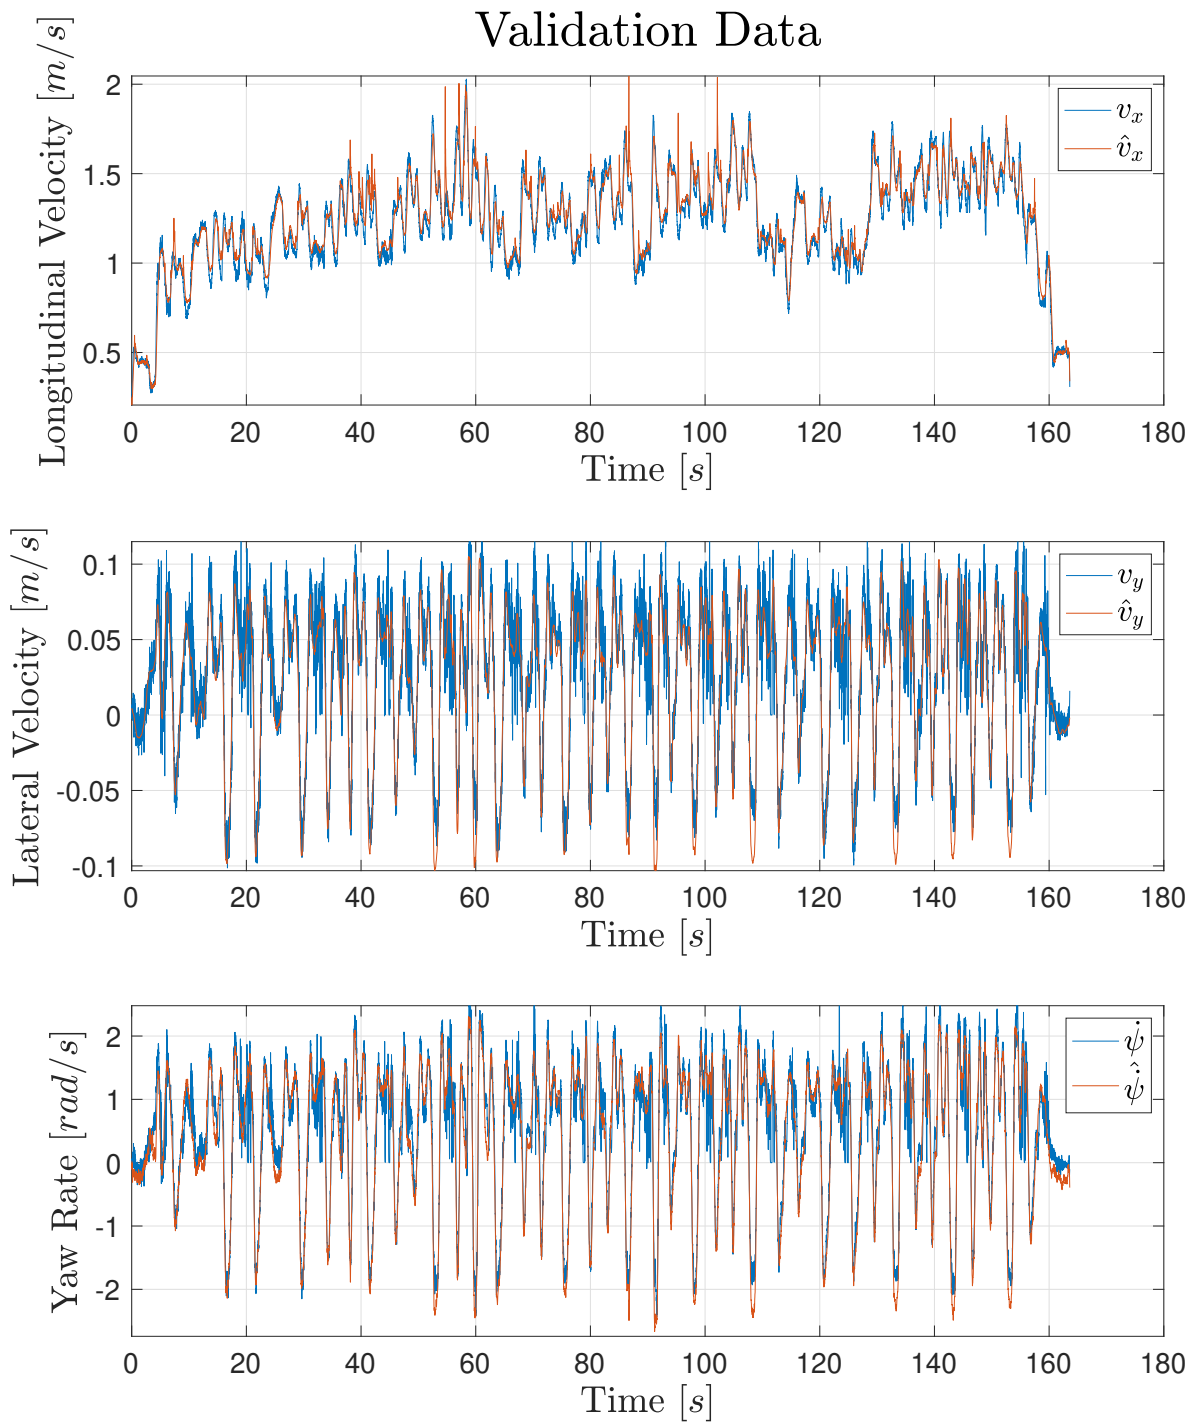 Validation Data
Longitudinal Velocity [m/s]
2
1.5
1
0.5
v_x
v̂_x
0 20 40 60 80 100 120 140 160 180
Time [s]
Lateral Velocity [m/s]
0.1
0.05
0
-0.05
-0.1
v_y
v̂_y
0 20 40 60 80 100 120 140 160 180
Time [s]
Yaw Rate [rad/s]
2
1
0
-1
-2
ψ̇
ψ̇̂
0 20 40 60 80 100 120 140 160 180
Time [s]